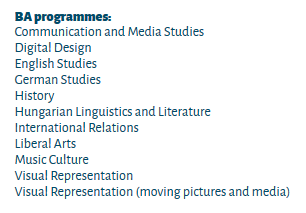 BA programmes:
Communication and Media Studies
Digital Design
English Studies
German Studies
History
Hungarian Linguistics and Literature
International Relations
Liberal Arts
Music Culture
Visual Representation
Visual Representation (moving pictures and media)